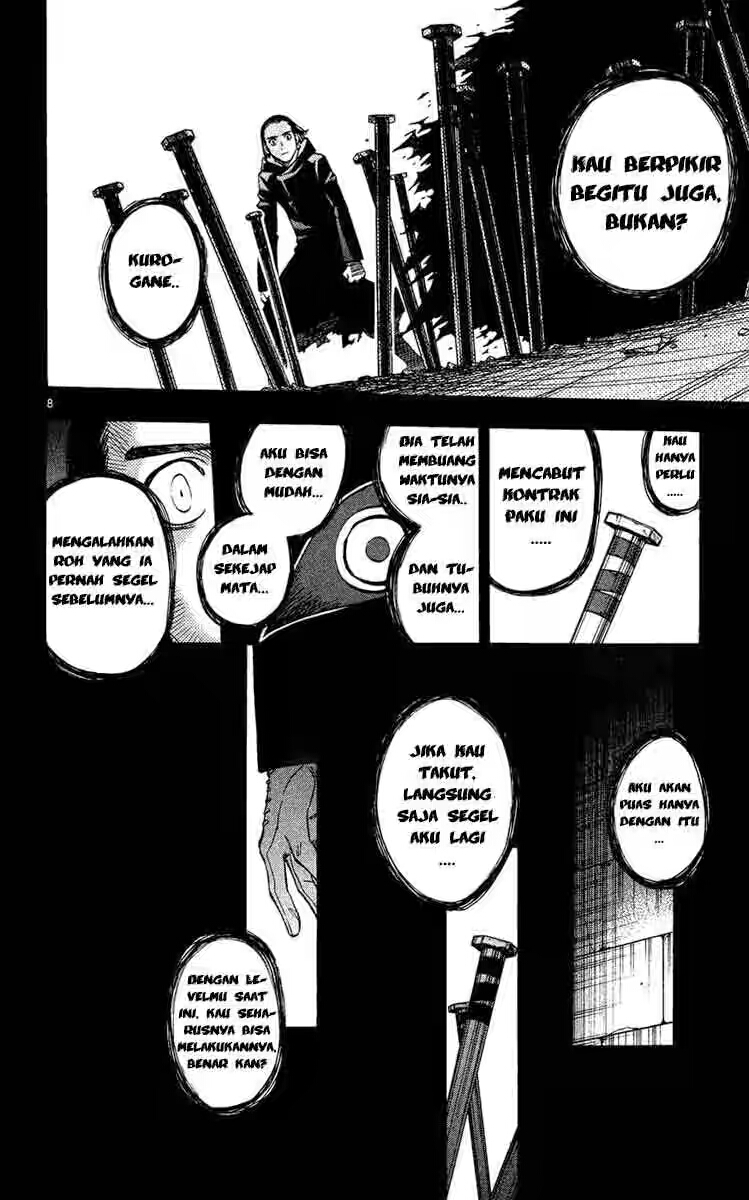 KAU BERPIKIR
BEGITU JUGA,
BUKAN?
KURO-
GANE..
8
KAU
HANYA
PERLU
.....
MENCABUT
KONTRAK
PAKU INI
.....
DIA TELAH
MEMBUANG
WAKTUNYA
SIA-SIA..
DAN TU-
BUHNYA
JUGA...
AKU BISA
DENGAN
MUDAH...
DALAM
SEKEJAP
MATA...
MENGALAHKAN
ROH YANG IA
PERNAH SEGEL
SEBELUMNYA...
AKU AKAN
PUAS HANYA
DENGAN ITU
...
JIKA KAU
TAKUT,
LANGSUNG
SAJA SEGEL
AKU LAGI
....
DENGAN LE-
VELMU SAAT
INI, KAU SEHA-
RUSNYA BISA
MELAKUKANNYA,
BENAR KAN?